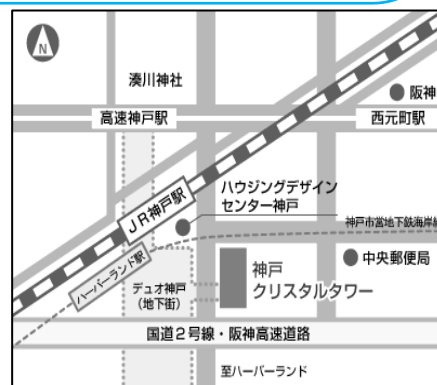 N
湊川神社
阪神
高速神戸駅
西元町駅
JR神戸駅
ハウジングデザイン
センター神戸
神戸市営地下鉄海岸線
ハーバーランド駅
中央郵便局
デュオ神戸
(地下街)
神戸
クリスタルタワー
国道2号線・阪神高速道路
至ハーバーランド